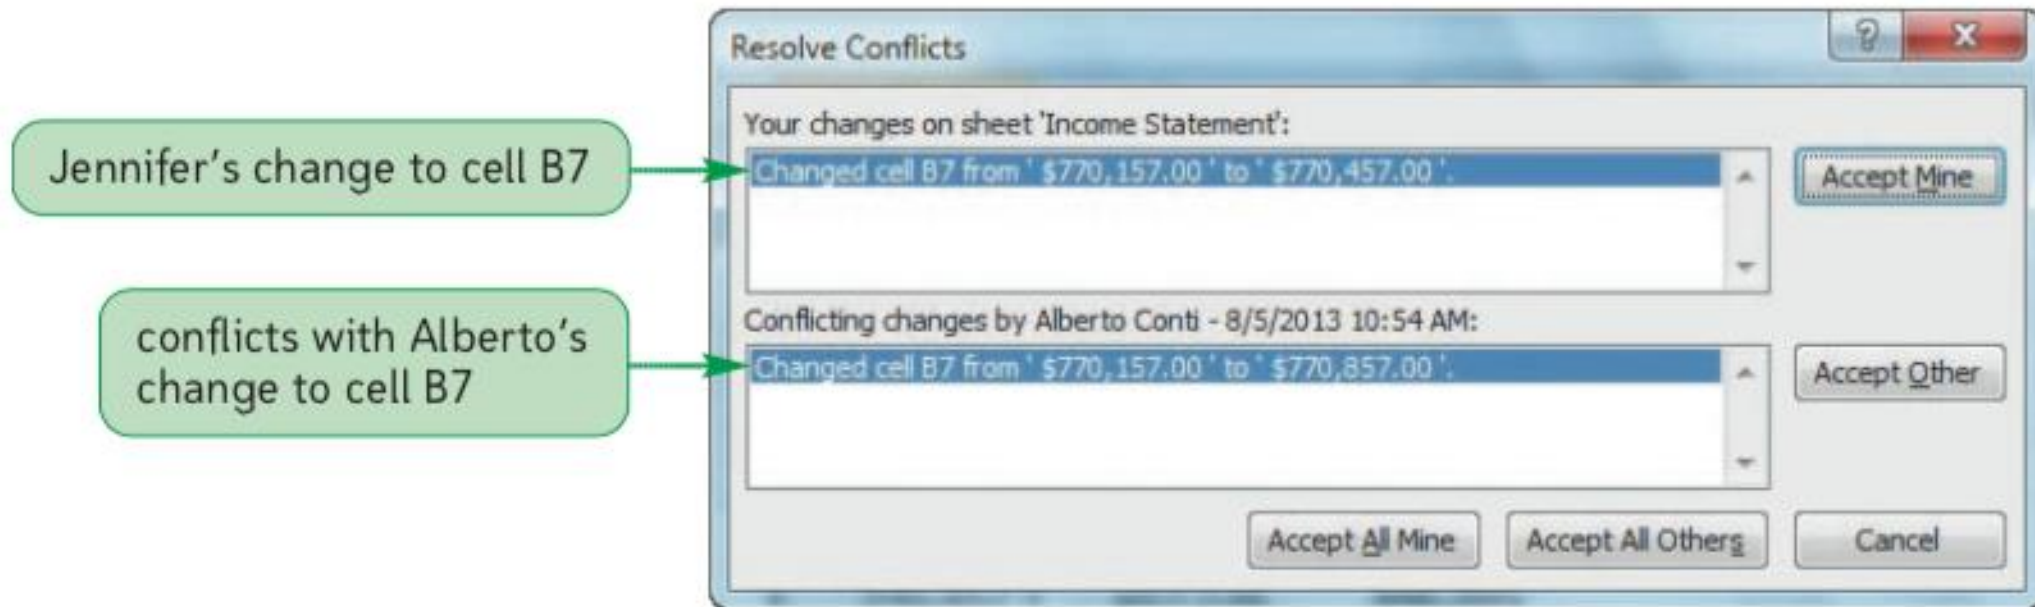 Resolve Conflicts
Your changes on sheet 'Income Statement':
Jennifer's change to cell B7
Changed cell B7 from ' $770,157.00 ' to ' $770,457.00 '.
Accept Mine
Conflicting changes by Alberto Conti - 8/5/2013 10:54 AM:
conflicts with Alberto's
change to cell B7
Changed cell B7 from ' $770,157.00 ' to ' $770,857.00 '.
Accept Other
Accept All Mine
Accept All Others
Cancel